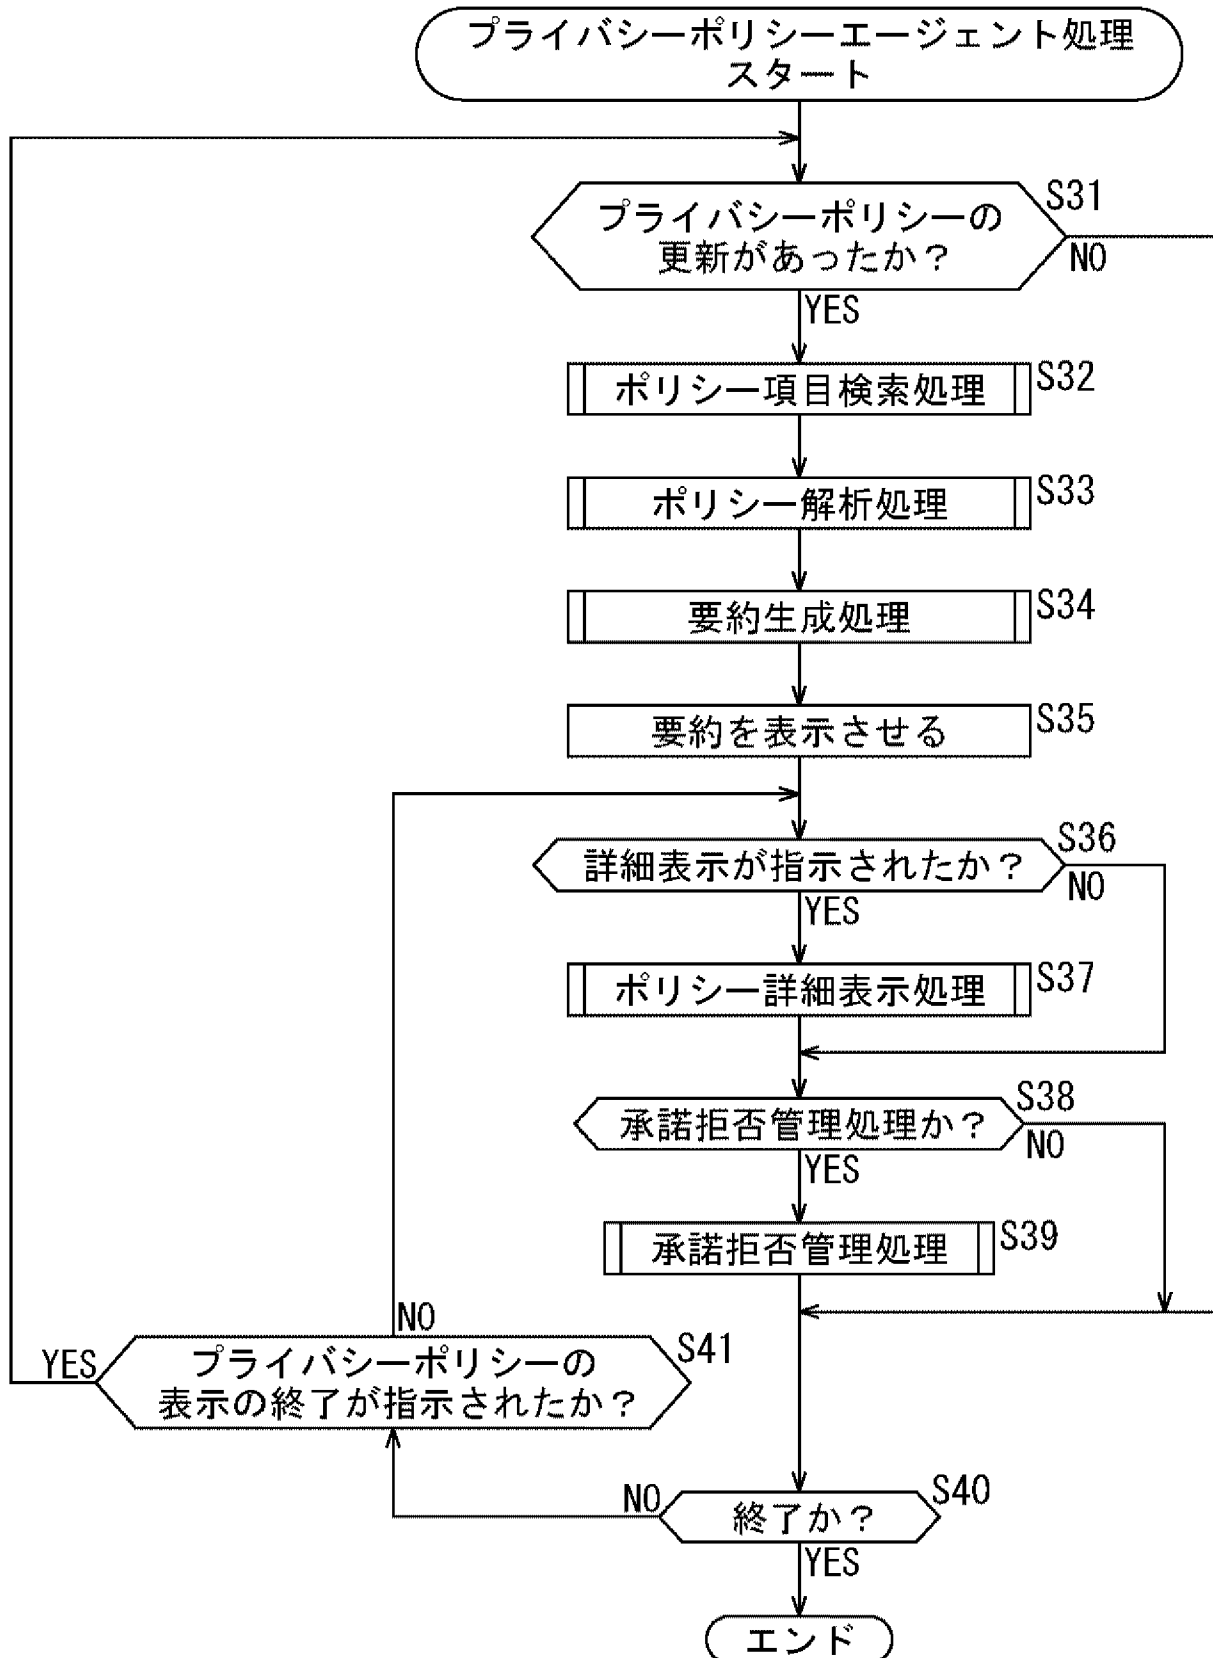 プライバシーポリシーエージェント処理
スタート
プライバシーポリシーの
更新があったか？
S31
NO
YES
ポリシー項目検索処理
S32
ポリシー解析処理
S33
要約生成処理
S34
要約を表示させる
S35
詳細表示が指示されたか？
S36
NO
YES
ポリシー詳細表示処理
S37
承諾拒否管理処理か？
S38
NO
YES
承諾拒否管理処理
S39
NO
YES
プライバシーポリシーの
表示の終了が指示されたか？
S41
NO
終了か？
S40
YES
エンド